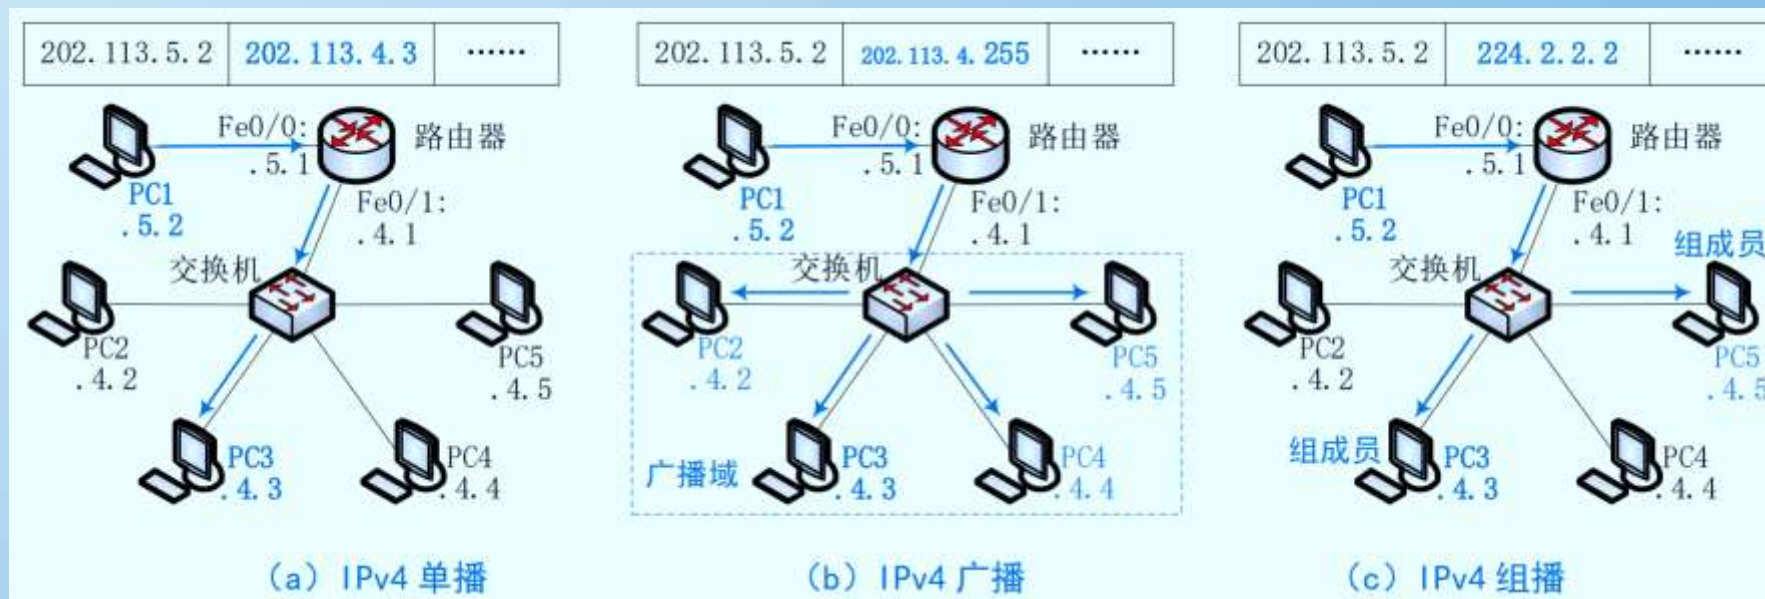 202.113.5.2 202.113.4.3 ……
Fe0/0:
.5.1
路由器
PC1
.5.2
Fe0/1:
.4.1
交换机
PC2
.4.2
PC5
.4.5
PC3
.4.3
PC4
.4.4
(a) IPv4 单播
202.113.5.2 202.113.4.255 ……
Fe0/0:
.5.1
路由器
PC1
.5.2
Fe0/1:
.4.1
交换机
PC2
.4.2
PC5
.4.5
广播域
PC3
.4.3
PC4
.4.4
(b) IPv4 广播
202.113.5.2 224.2.2.2 ……
Fe0/0:
.5.1
路由器
PC1
.5.2
Fe0/1:
.4.1
组成员
交换机
PC2
.4.2
PC5
.4.5
组成员
PC3
.4.3
PC4
.4.4
(c) IPv4 组播